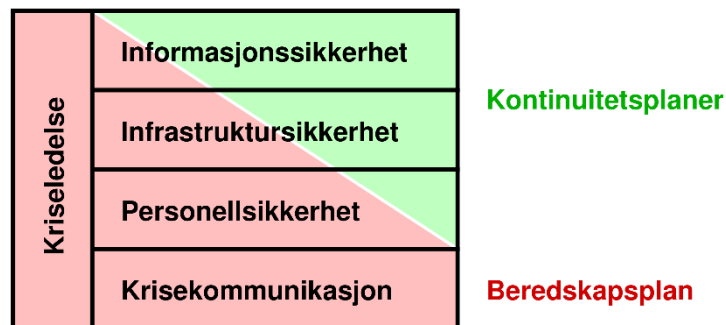 Kriseledelse
Informasjonssikkerhet
Infrastruktursikkerhet
Personellsikkerhet
Krisekommunikasjon
Kontinuitetsplaner
Beredskapsplan